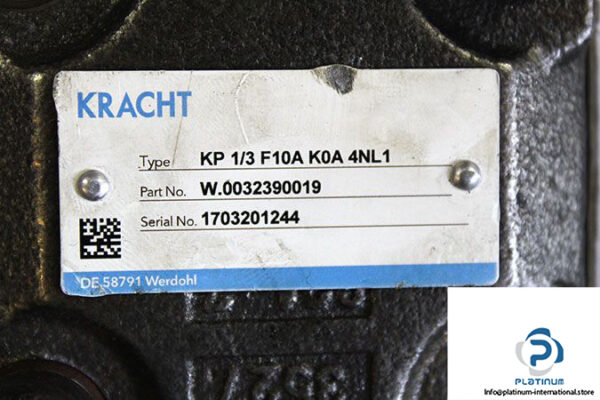 KRACHT
Type KP 1/3 F10A K0A 4NL1
Part No. W.0032390019
Serial No. 1703201244
DE 58791 Werdohl
PLATINUM
Info@platinum-international.store